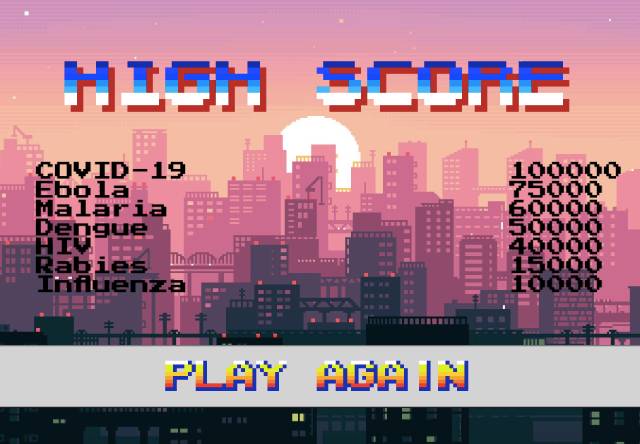 HIGH SCORE
COVID-19 100000
Ebola 75000
Malaria 60000
Dengue 50000
HIV 40000
Rabies 15000
Influenza 10000
PLAY AGAIN